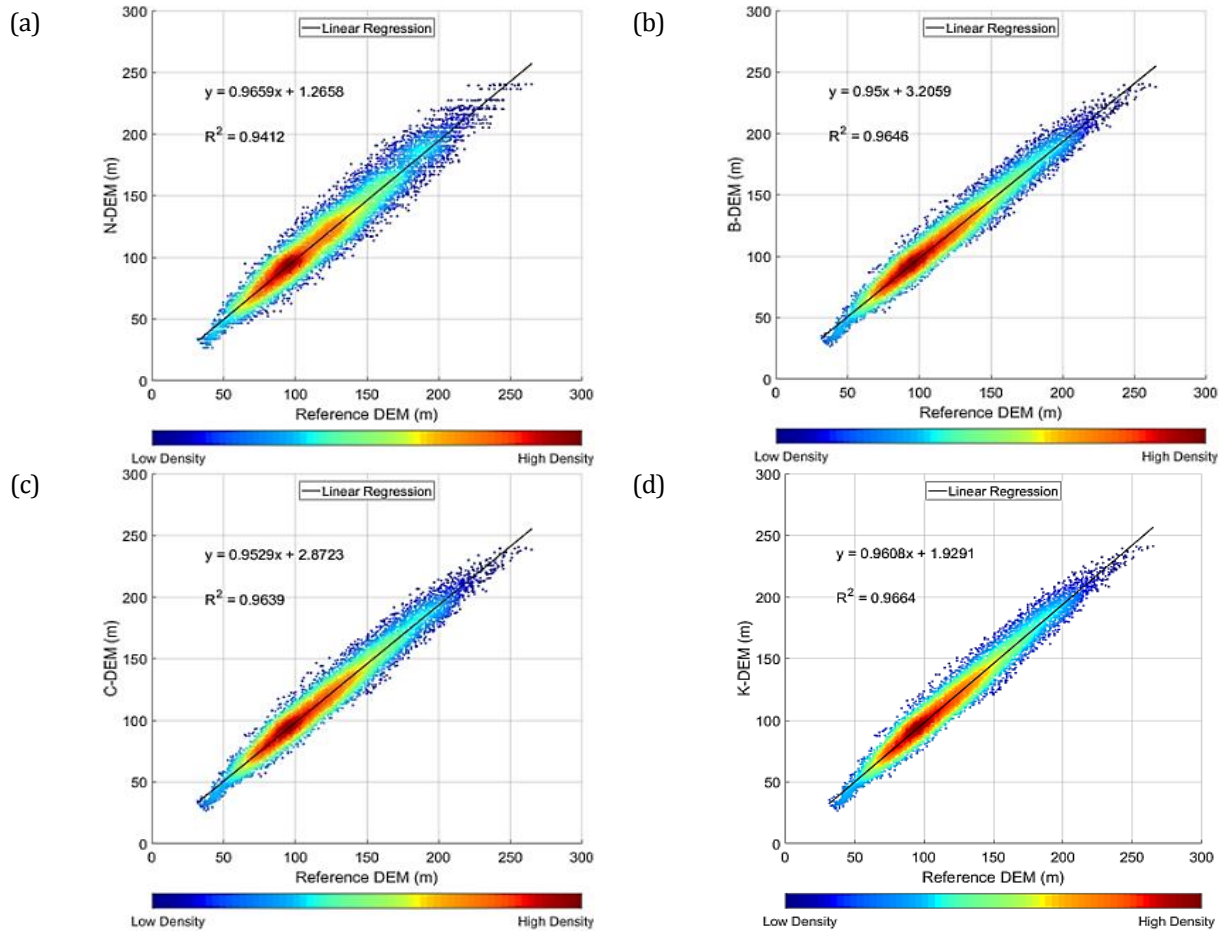 (a)
300
Linear Regression
250
y = 0.9659x + 1.2658
200
R² = 0.9412
N-DEM (m)
150
100
50
0
0 50 100 150 200 250 300
Reference DEM (m)
Low Density High Density
(b)
300
Linear Regression
250
y = 0.95x + 3.2059
200
R² = 0.9646
B-DEM (m)
150
100
50
0
0 50 100 150 200 250 300
Reference DEM (m)
Low Density High Density
(c)
300
Linear Regression
250
y = 0.9529x + 2.8723
200
R² = 0.9639
C-DEM (m)
150
100
50
0
0 50 100 150 200 250 300
Reference DEM (m)
Low Density High Density
(d)
300
Linear Regression
250
y = 0.9608x + 1.9291
200
R² = 0.9664
K-DEM (m)
150
100
50
0
0 50 100 150 200 250 300
Reference DEM (m)
Low Density High Density